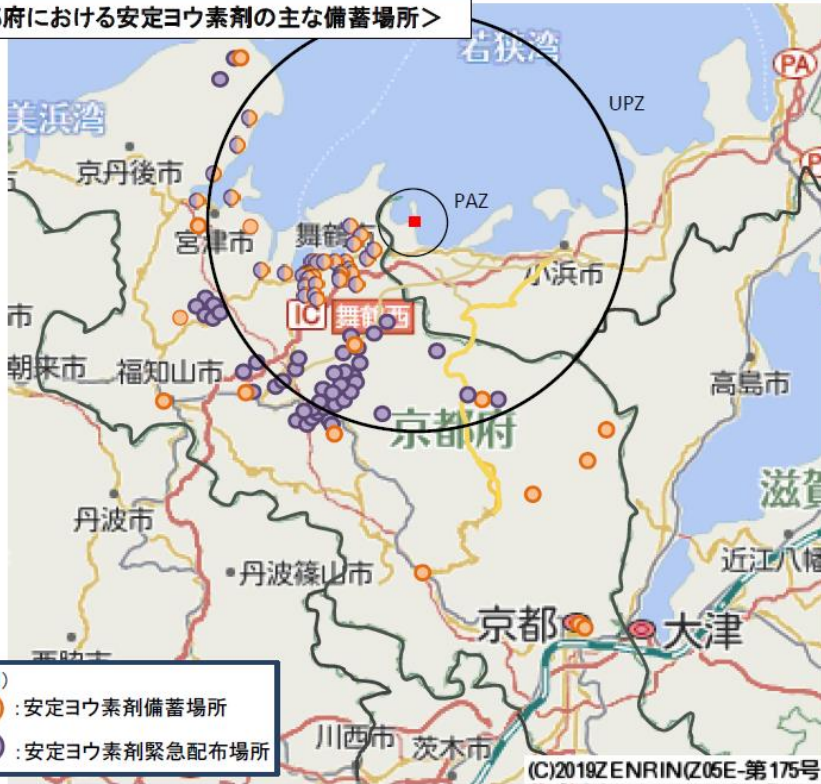 府における安定ヨウ素剤の主な備蓄場所＞
若狭湾
PA
UPZ
美浜湾
京丹後市
PAZ
宮津市
舞鶴市
小浜市
IC 舞鶴西
市
朝来市
福知山市
高島市
京都府
滋賀
丹波市
近江八幡
丹波篠山市
京都
大津
)
：安定ヨウ素剤備蓄場所
：安定ヨウ素剤緊急配布場所
川西市
茨木市
(C)2019ZENRIN(Z05E-第175号